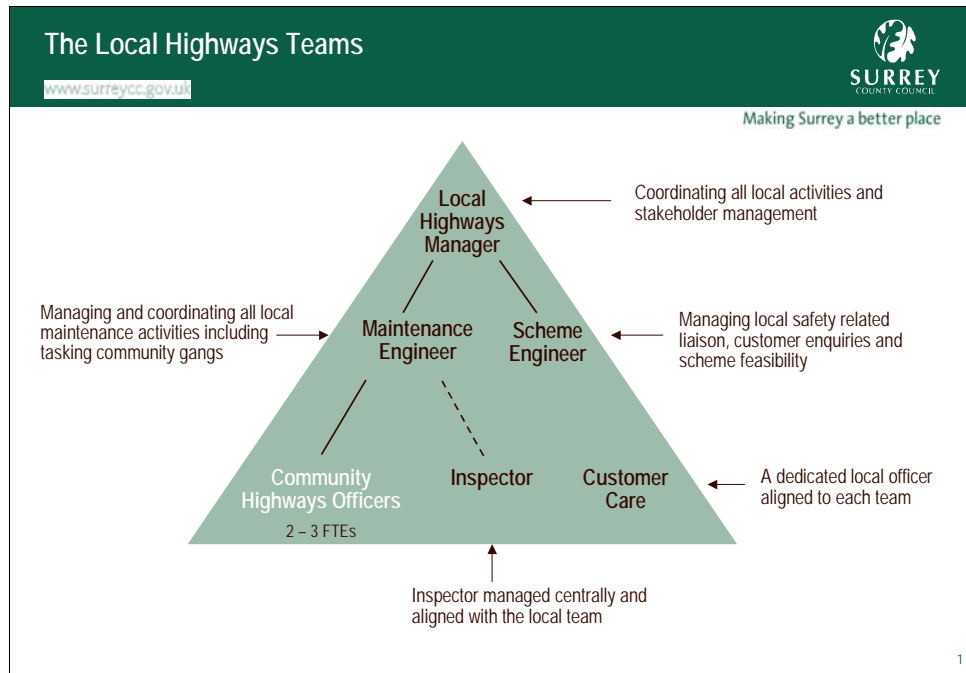 The Local Highways Teams
www.surreycc.gov.uk
SURREY
COUNTY COUNCIL
Making Surrey a better place
Local
Highways
Manager
Coordinating all local activities and
stakeholder management
Managing and coordinating all local
maintenance activities including
tasking community gangs
Maintenance
Engineer
Scheme
Engineer
Managing local safety related
liaison, customer enquiries and
scheme feasibility
Community
Highways Officers
2 – 3 FTEs
Inspector
Customer
Care
A dedicated local officer
aligned to each team
Inspector managed centrally and
aligned with the local team
1